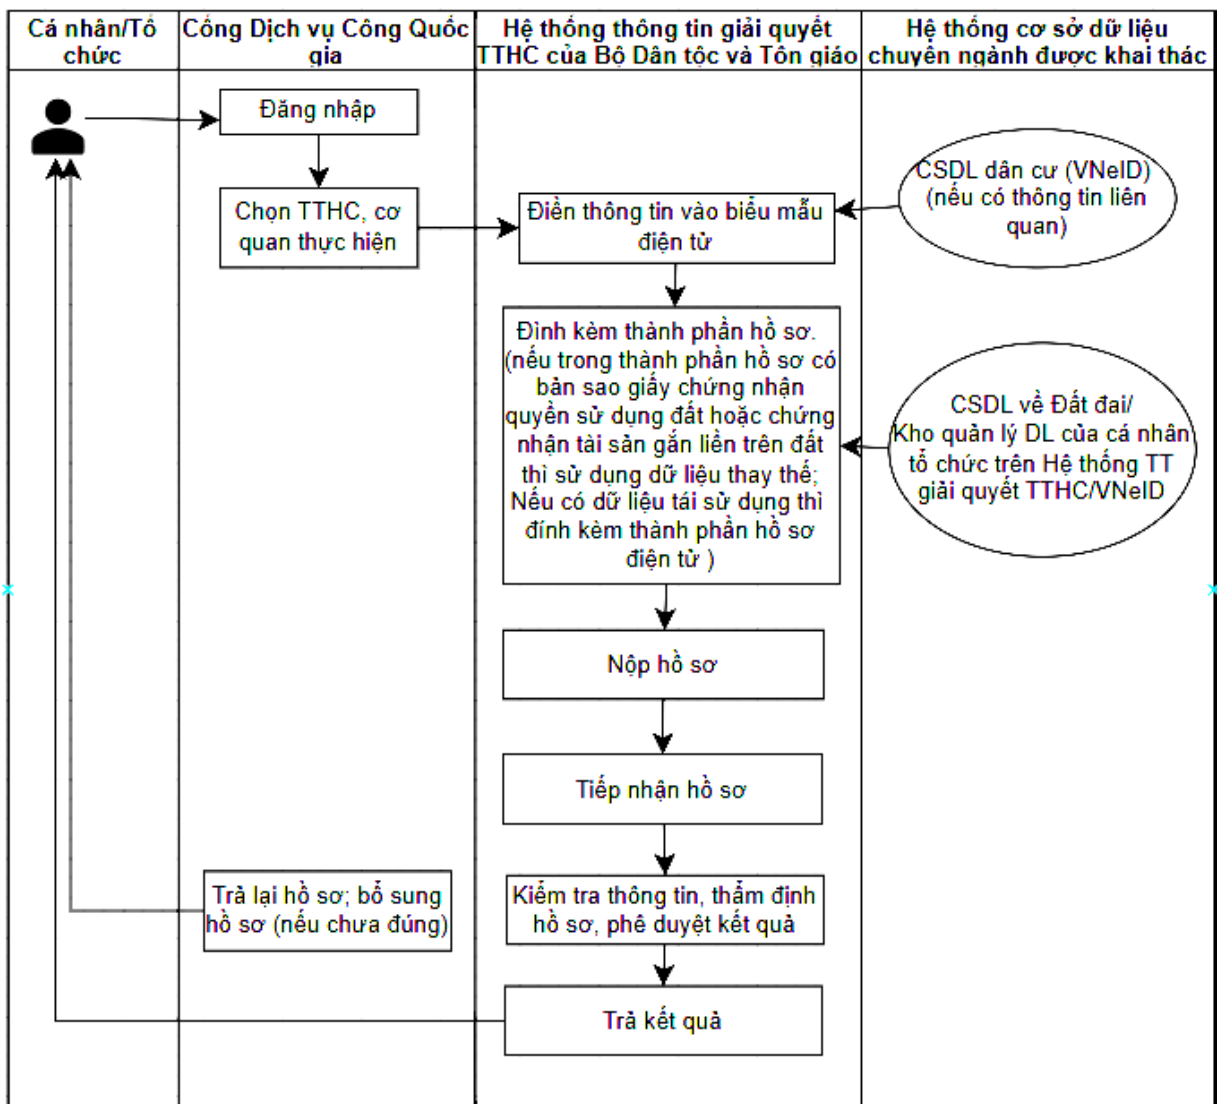 Cá nhân/Tổ
chức
Cổng Dịch vụ Công Quốc
gia
Hệ thống thông tin giải quyết
TTHC của Bộ Dân tộc và Tôn giáo
Hệ thống cơ sở dữ liệu
chuyên ngành được khai thác
Đăng nhập
Chọn TTHC, cơ
quan thực hiện
Điền thông tin vào biểu mẫu
điện tử
CSDL dân cư (VNeID)
(nếu có thông tin liên
quan)
Đính kèm thành phần hồ sơ.
(nếu trong thành phần hồ sơ có
bản sao giấy chứng nhận
quyền sử dụng đất hoặc chứng
nhận tài sản gắn liền trên đất
thì sử dụng dữ liệu thay thế;
Nếu có dữ liệu tái sử dụng thì
đính kèm thành phần hồ sơ
điện tử )
CSDL về Đất đai/
Kho quản lý DL của cá nhân
tổ chức trên Hệ thống TT
giải quyết TTHC/VNeID
Nộp hồ sơ
Tiếp nhận hồ sơ
Trả lại hồ sơ; bổ sung
hồ sơ (nếu chưa đúng)
Kiểm tra thông tin, thẩm định
hồ sơ, phê duyệt kết quả
Trả kết quả